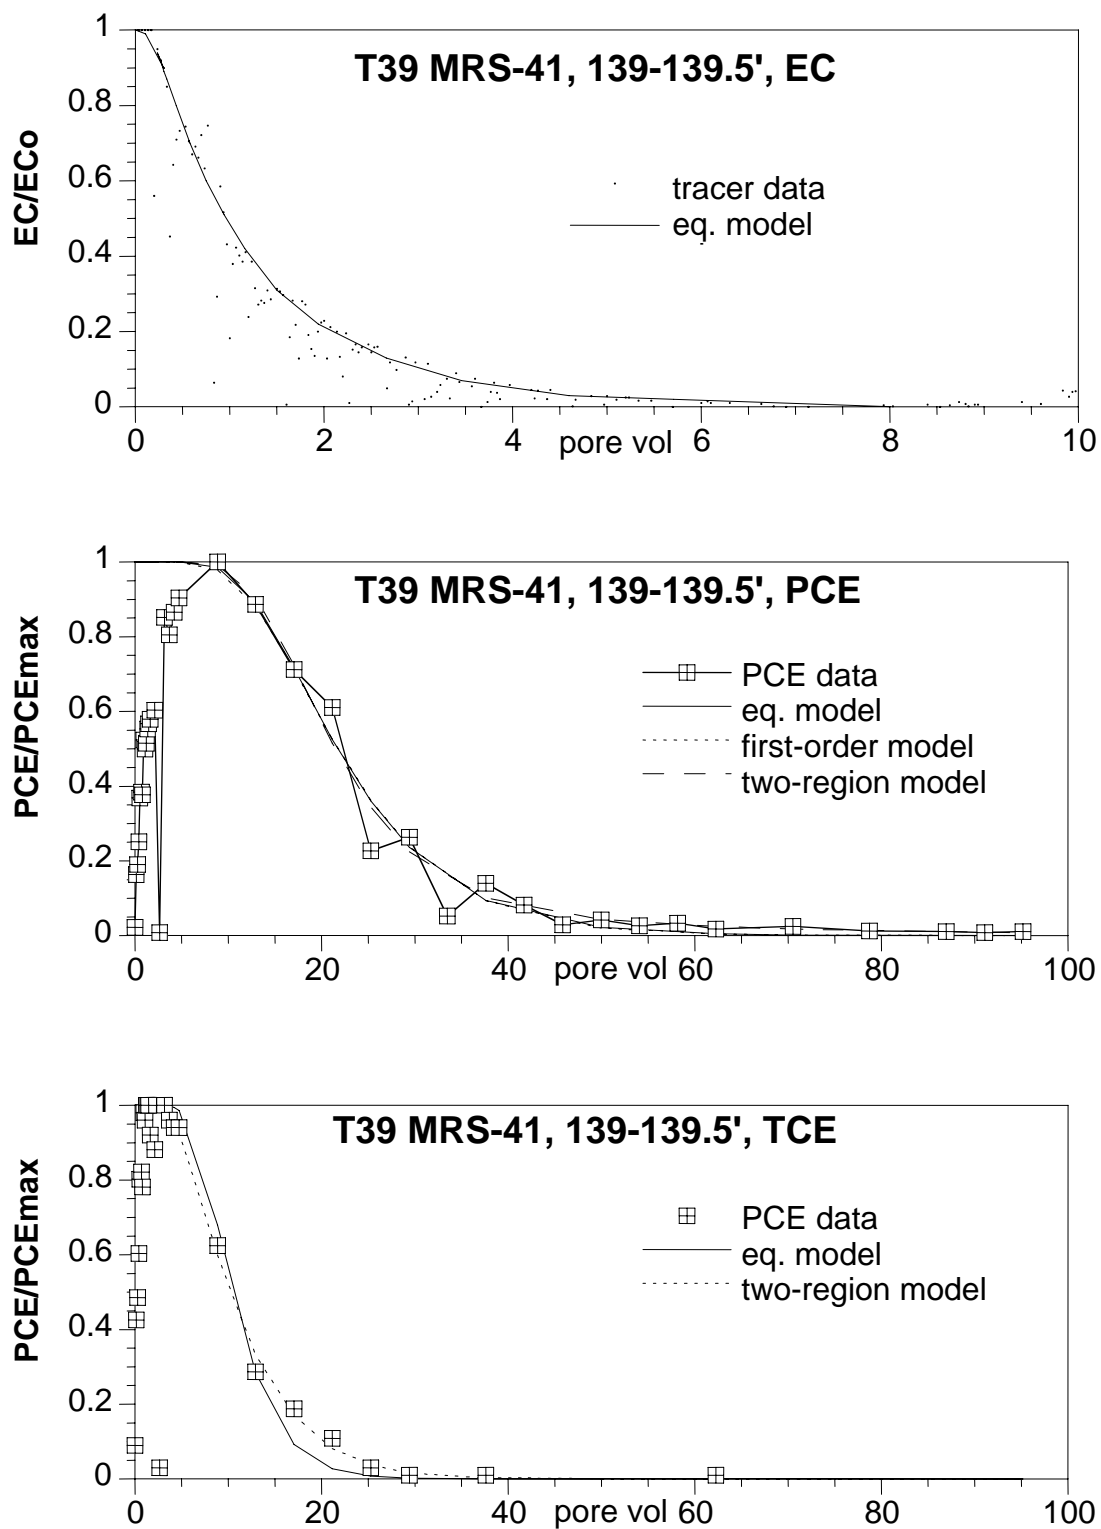 T39 MRS-41, 139-139.5', EC
EC/ECo
1
0.8
0.6
0.4
0.2
0
tracer data
eq. model
0 2 4 6 8 10
pore vol
T39 MRS-41, 139-139.5', PCE
PCE/PCEmax
1
0.8
0.6
0.4
0.2
0
PCE data
eq. model
first-order model
two-region model
0 20 40 60 80 100
pore vol
T39 MRS-41, 139-139.5', TCE
PCE/PCEmax
1
0.8
0.6
0.4
0.2
0
PCE data
eq. model
two-region model
0 20 40 60 80 100
pore vol